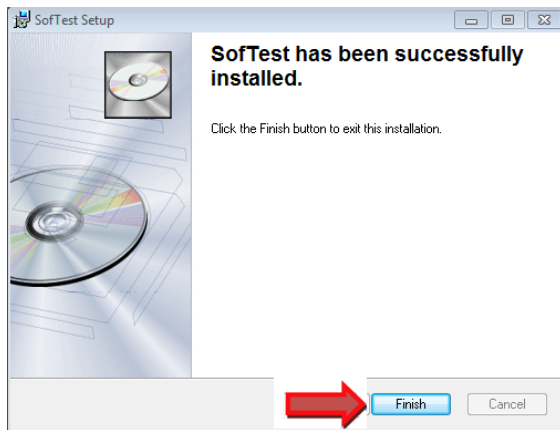 SofTest Setup
SofTest has been successfully
installed.
Click the Finish button to exit this installation.
Finish
Cancel